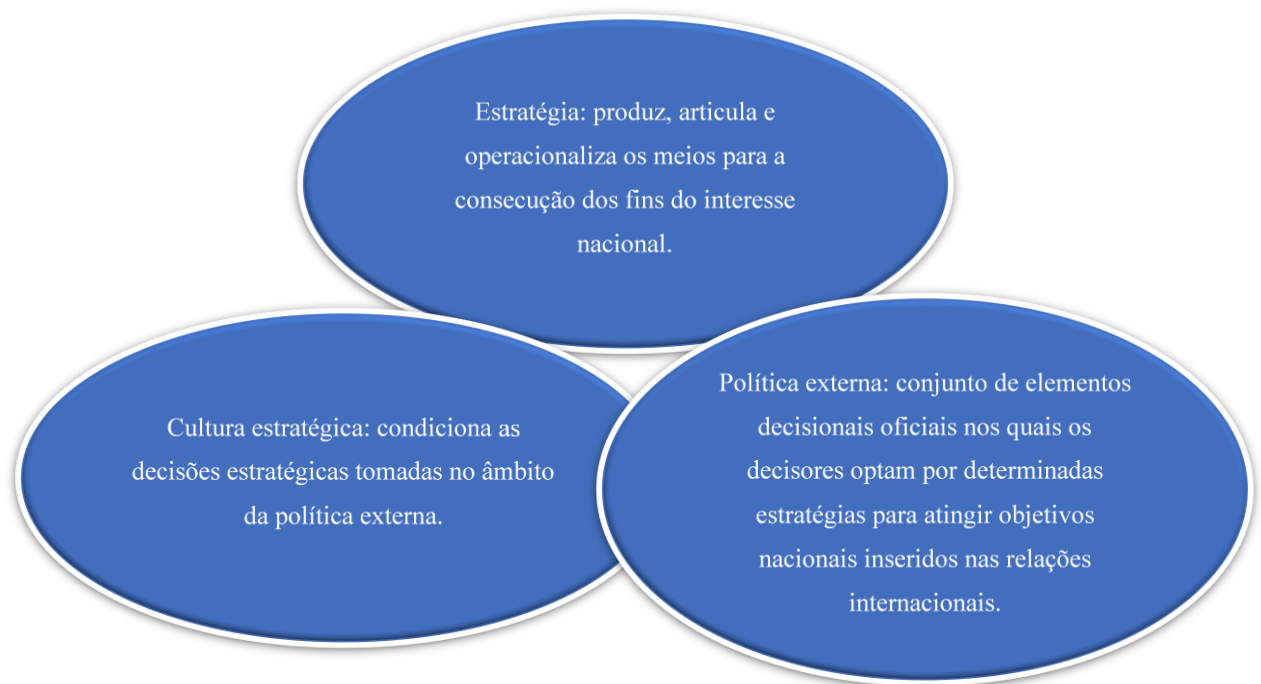 Estratégia: produz, articula e
operacionaliza os meios para a
consecução dos fins do interesse
nacional.
Cultura estratégica: condiciona as
decisões estratégicas tomadas no âmbito
da política externa.
Política externa: conjunto de elementos
decisionais oficiais nos quais os
decisores optam por determinadas
estratégias para atingir objetivos
nacionais inseridos nas relações
internacionais.